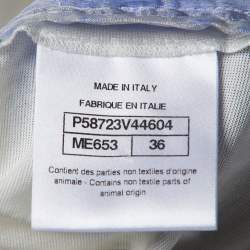 MADE IN ITALY
FABRIQUE EN ITALIE
P58723V44604
ME653 36
Contient des parties non textiles d'origine
animale - Contains non textile parts of
animal origin